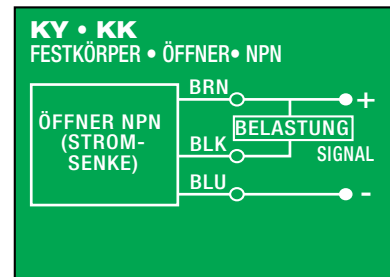 KY • KK
FESTKÖRPER • ÖFFNER• NPN
BRN
+
ÖFFNER NPN
(STROM-
SENKE)
BELASTUNG
BLK
SIGNAL
BLU
-